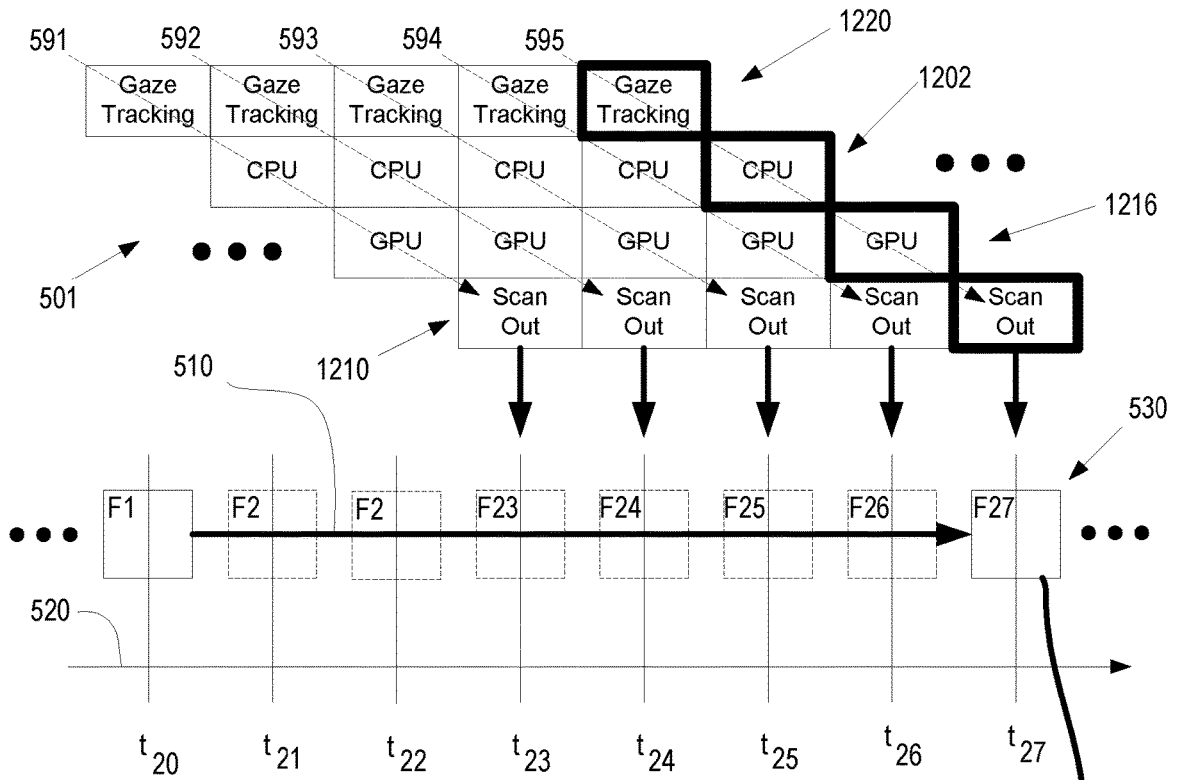 591 592 593 594 595 1220
Gaze Tracking Gaze Tracking Gaze Tracking Gaze Tracking Gaze Tracking
1202
CPU CPU CPU CPU CPU
1216
GPU GPU GPU GPU GPU
501
Scan Out Scan Out Scan Out Scan Out Scan Out
1210
510
530
F1 F2 F2 F23 F24 F25 F26 F27
520
t20 t21 t22 t23 t24 t25 t26 t27